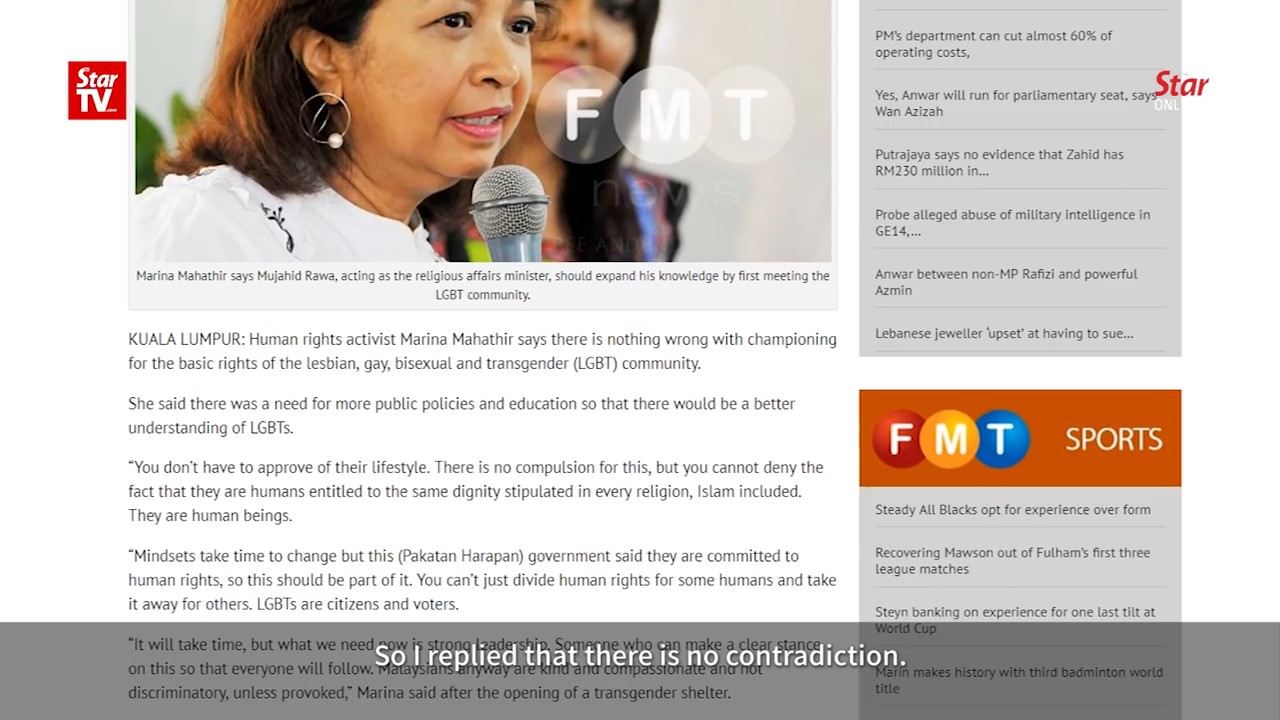 Star
TV.com
FMT
news
Marina Mahathir says Mujahid Rawa, acting as the religious affairs minister, should expand his knowledge by first meeting the
LGBT community.
KUALA LUMPUR: Human rights activist Marina Mahathir says there is nothing wrong with championing
for the basic rights of the lesbian, gay, bisexual and transgender (LGBT) community.
She said there was a need for more public policies and education so that there would be a better
understanding of LGBTs.
“You don’t have to approve of their lifestyle. There is no compulsion for this, but you cannot deny the
fact that they are humans entitled to the same dignity stipulated in every religion, Islam included.
They are human beings.
“Mindsets take time to change but this (Pakatan Harapan) government said they are committed to
human rights, so this should be part of it. You can’t just divide human rights for some humans and take
it away for others. LGBTs are citizens and voters.
“It will take time, but what we need now is strong leadership. Someone who can make a clear stance
on this so that everyone will follow. Malaysians anyway are kind and compassionate and not
discriminatory, unless provoked,” Marina said after the opening of a transgender shelter.
PM’s department can cut almost 60% of
operating costs,
Yes, Anwar will run for parliamentary seat, says
Wan Azizah
Putrajaya says no evidence that Zahid has
RM230 million in…
Probe alleged abuse of military intelligence in
GE14,…
Anwar between non-MP Rafizi and powerful
Azmin
Lebanese jeweller ‘upset’ at having to sue…
Star
ONL
FMT SPORTS
Steady All Blacks opt for experience over form
Recovering Mawson out of Fulham’s first three
league matches
Steyn banking on experience for one last tilt at
World Cup
Marin makes history with third badminton world
title
So I replied that there is no contradiction.